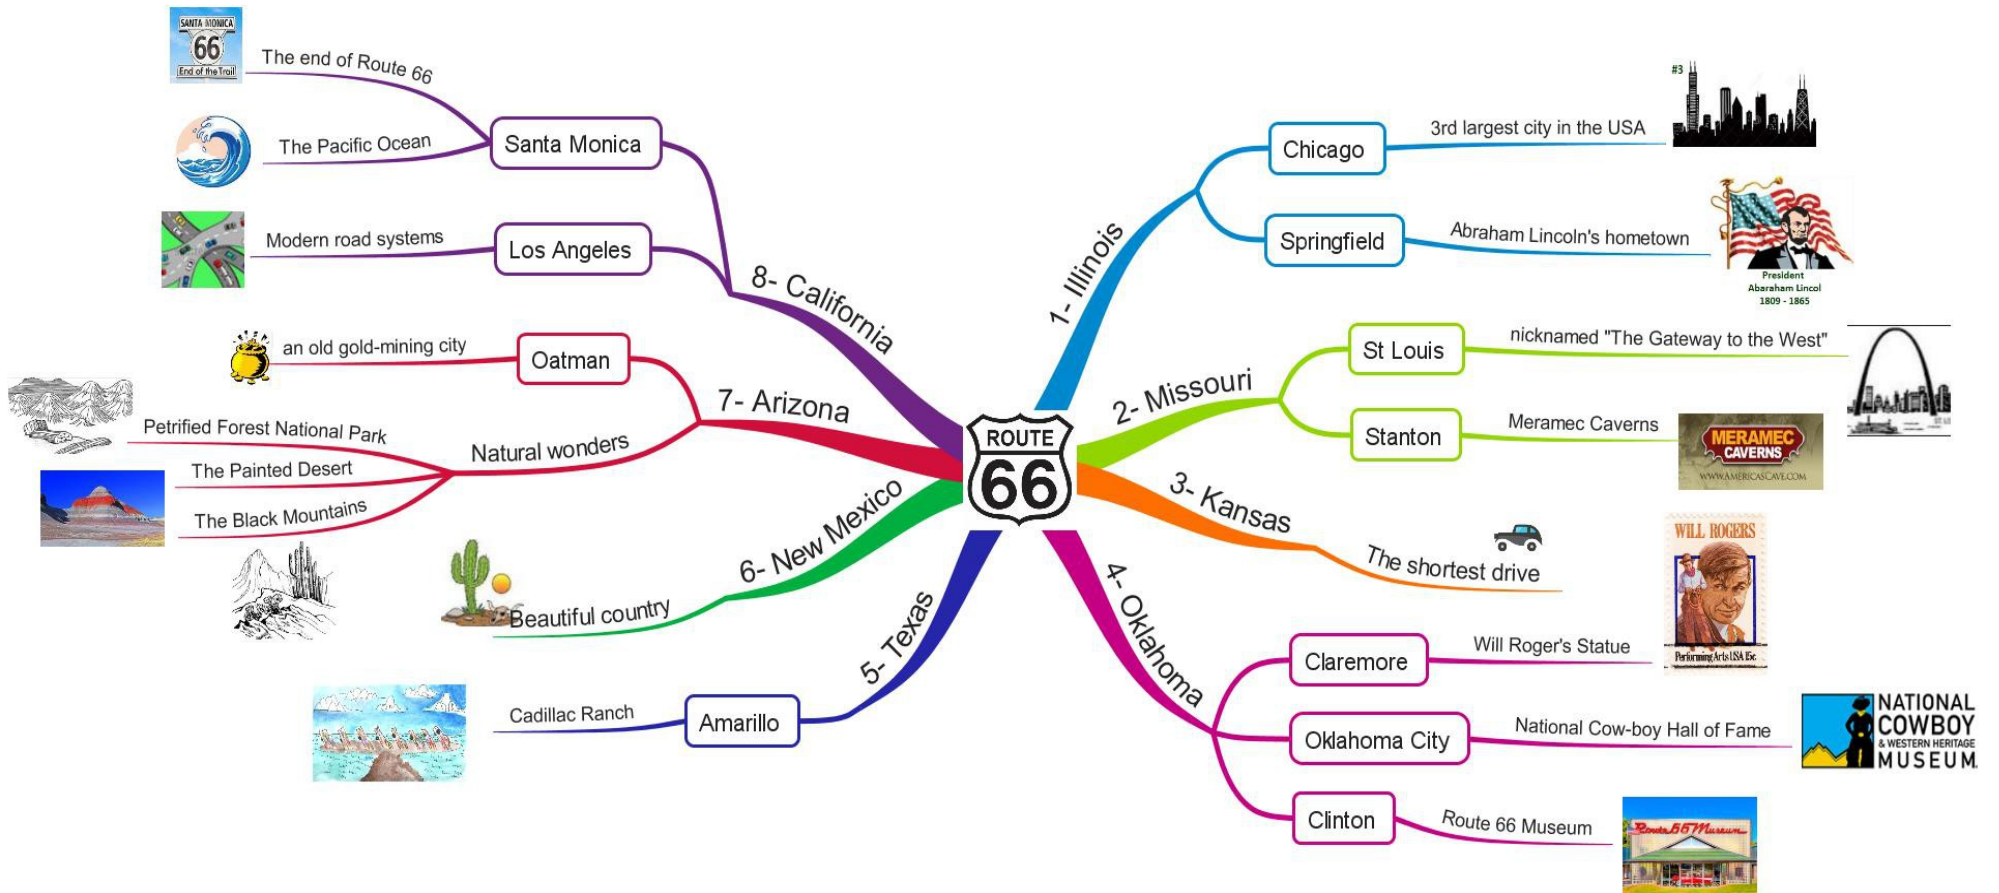 ROUTE
66
1- Illinois
Chicago
3rd largest city in the USA
#3
Springfield
Abraham Lincoln's hometown
President
Abaraham Lincol
1809 - 1865
2- Missouri
St Louis
nicknamed "The Gateway to the West"
Stanton
Meramec Caverns
MERAMEC
CAVERNS
WWW.AMERICASCAVE.COM
3- Kansas
The shortest drive
4- Oklahoma
Claremore
Will Roger's Statue
WILL ROGERS
Performing Arts USA 15c
Oklahoma City
National Cow-boy Hall of Fame
NATIONAL
COWBOY
& WESTERN HERITAGE
MUSEUM
Clinton
Route 66 Museum
Route 66 Museum
5- Texas
Amarillo
Cadillac Ranch
6- New Mexico
Beautiful country
7- Arizona
Oatman
an old gold-mining city
Natural wonders
Petrified Forest National Park
The Painted Desert
The Black Mountains
8- California
Santa Monica
The end of Route 66
SANTA MONICA
66
End of the Trail
The Pacific Ocean
Los Angeles
Modern road systems